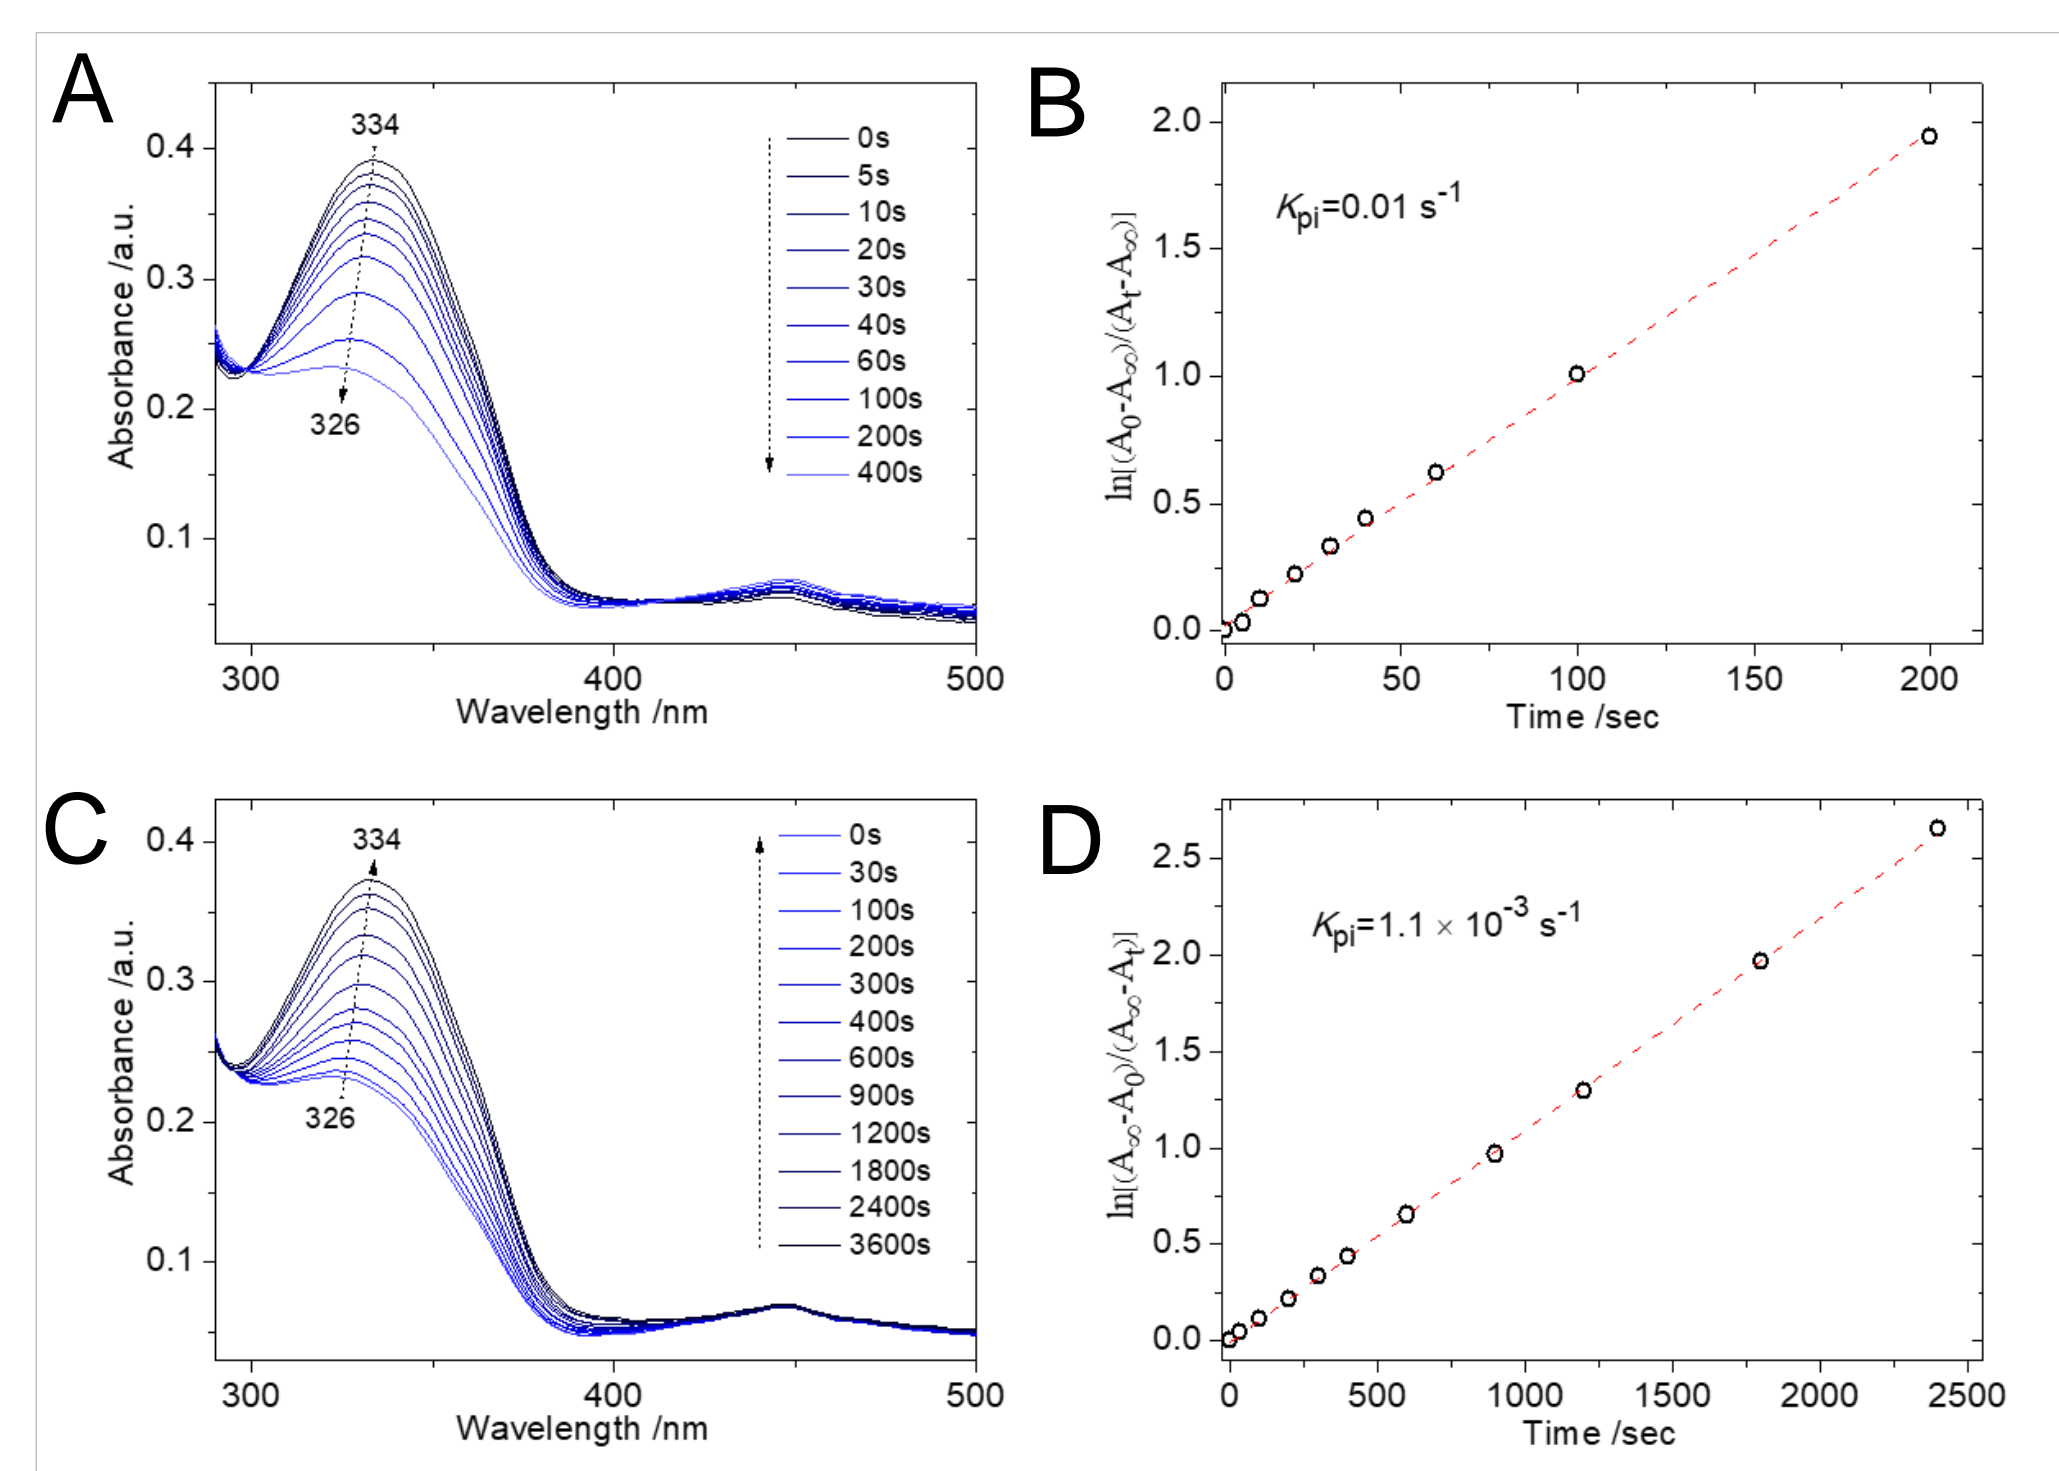 A
334
326
0s
5s
10s
20s
30s
40s
60s
100s
200s
400s
0.4
0.3
0.2
0.1
300 400 500
Absorbance /a.u.
Wavelength /nm
B
Kpi=0.01 s-1
2.0
1.5
1.0
0.5
0.0
0 50 100 150 200
ln[(A0-A∞)/(At-A∞)]
Time /sec
C
334
326
0s
30s
100s
200s
300s
400s
600s
900s
1200s
1800s
2400s
3600s
0.4
0.3
0.2
0.1
300 400 500
Absorbance /a.u.
Wavelength /nm
D
Kpi=1.1 × 10-3 s-1
2.5
2.0
1.5
1.0
0.5
0.0
0 500 1000 1500 2000 2500
ln[(A∞-A0)/(A∞-At)]
Time /sec